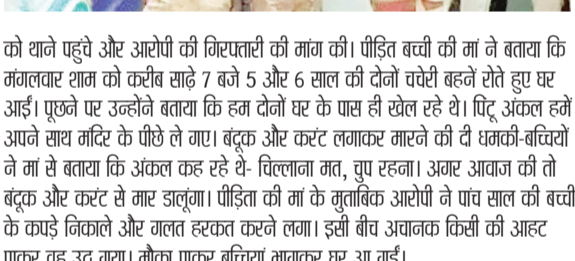 को थाने पहुंचे और आरोपी की गिरफ्तारी की मांग की। पीड़ित बच्ची की मां ने बताया कि
मंगलवार शाम को करीब साढ़े 7 बजे 5 और 6 साल की दोनों चचेरी बहनें रोते हुए घर
आईं। पूछने पर उन्होंने बताया कि हम दोनों घर के पास ही खेल रहे थे। पिंटू अंकल हमें
अपने साथ मंदिर के पीछे ले गए। बंदूक और करंट लगाकर मारने की दी धमकी-बच्चियों
ने मां से बताया कि अंकल कह रहे थे- चिल्लाना मत, चुप रहना। अगर आवाज की तो
बंदूक और करंट से मार डालूंगा। पीड़िता की मां के मुताबिक आरोपी ने पांच साल की बच्ची
के कपड़े निकाले और गलत हरकत करने लगा। इसी बीच अचानक किसी की आहट
पाकर वह उठ गया। मौका पाकर बच्चियां भागकर घर आ गईं।